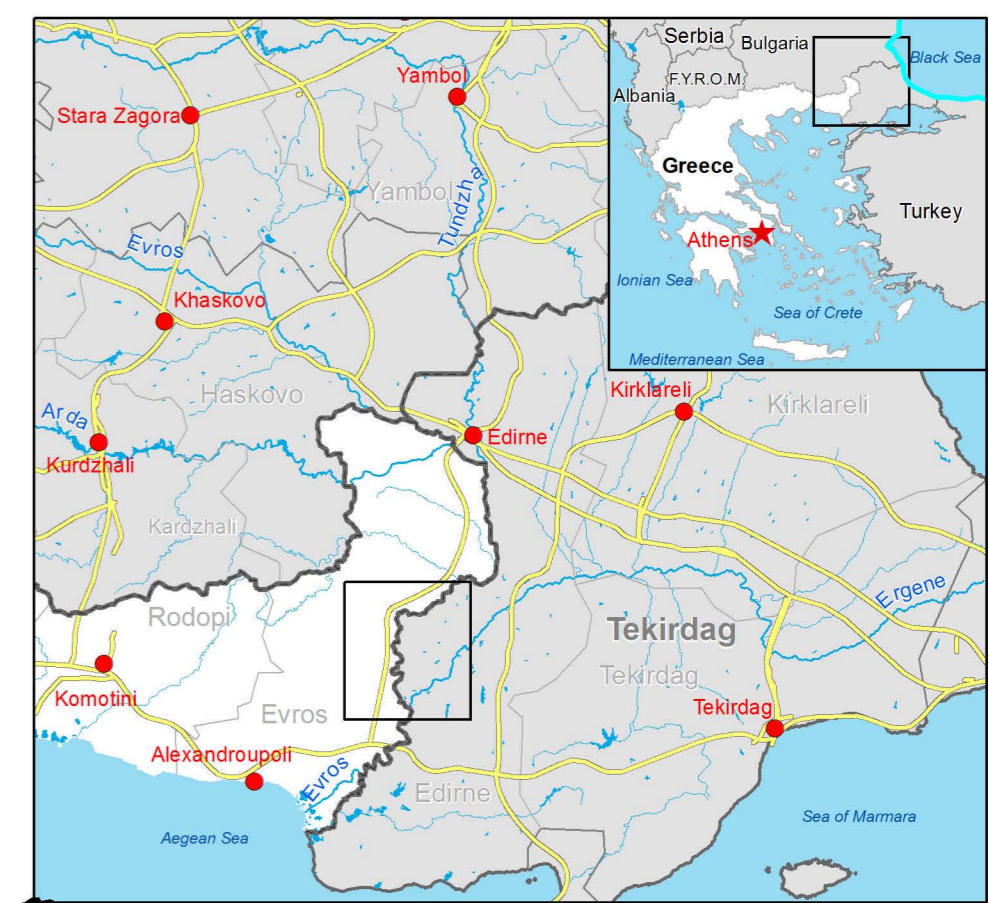 Serbia
Bulgaria
Black Sea
F.Y.R.O.M
Albania
Greece
Turkey
Athens
Ionian Sea
Sea of Crete
Mediterranean Sea
Yambol
Stara Zagora
Yambol
Tundzha
Evros
Khaskovo
Haskovo
Kirklareli
Kirklareli
Arda
Edirne
Kurdzhali
Kardzhali
Ergene
Rodopi
Tekirdag
Tekirdag
Komotini
Evros
Tekirdag
Alexandroupoli
Evros
Edirne
Sea of Marmara
Aegean Sea